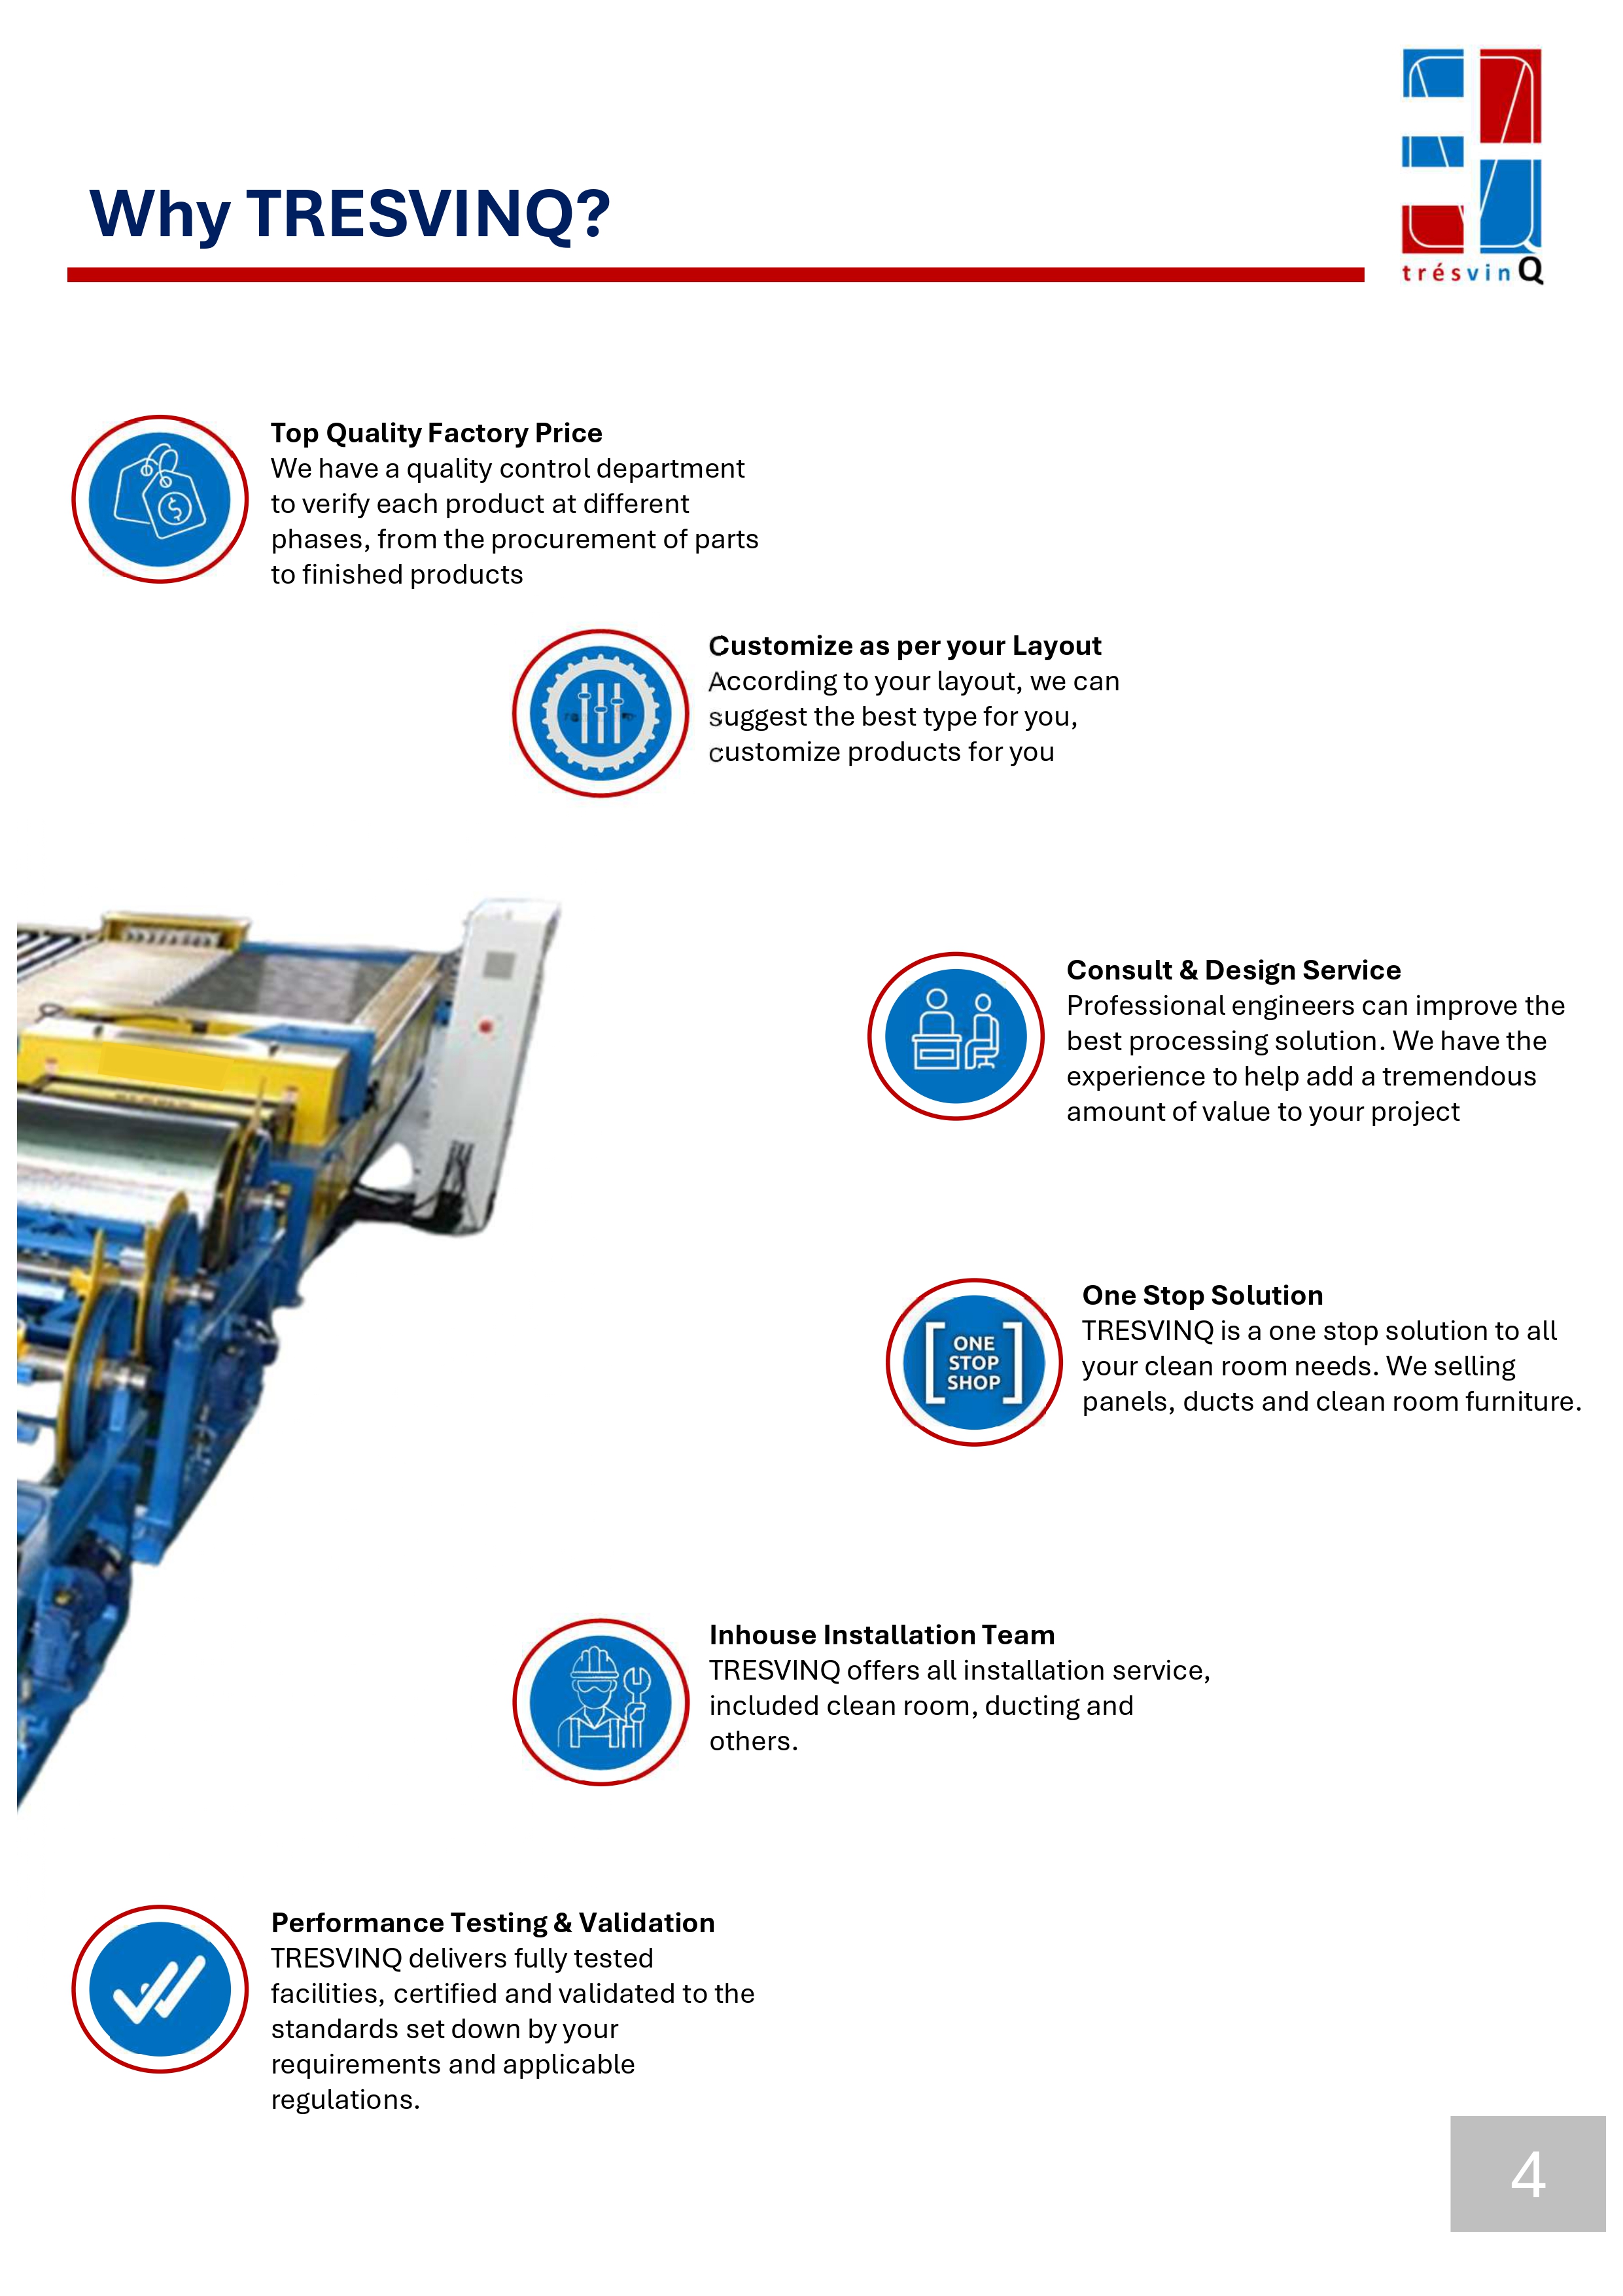 Why TRESVINQ?
trésvinQ
Top Quality Factory Price
We have a quality control department
to verify each product at different
phases, from the procurement of parts
to finished products
Customize as per your Layout
According to your layout, we can
suggest the best type for you,
customize products for you
Consult & Design Service
Professional engineers can improve the
best processing solution. We have the
experience to help add a tremendous
amount of value to your project
ONE
STOP
SHOP
One Stop Solution
TRESVINQ is a one stop solution to all
your clean room needs. We selling
panels, ducts and clean room furniture.
Inhouse Installation Team
TRESVINQ offers all installation service,
included clean room, ducting and
others.
Performance Testing & Validation
TRESVINQ delivers fully tested
facilities, certified and validated to the
standards set down by your
requirements and applicable
regulations.
4